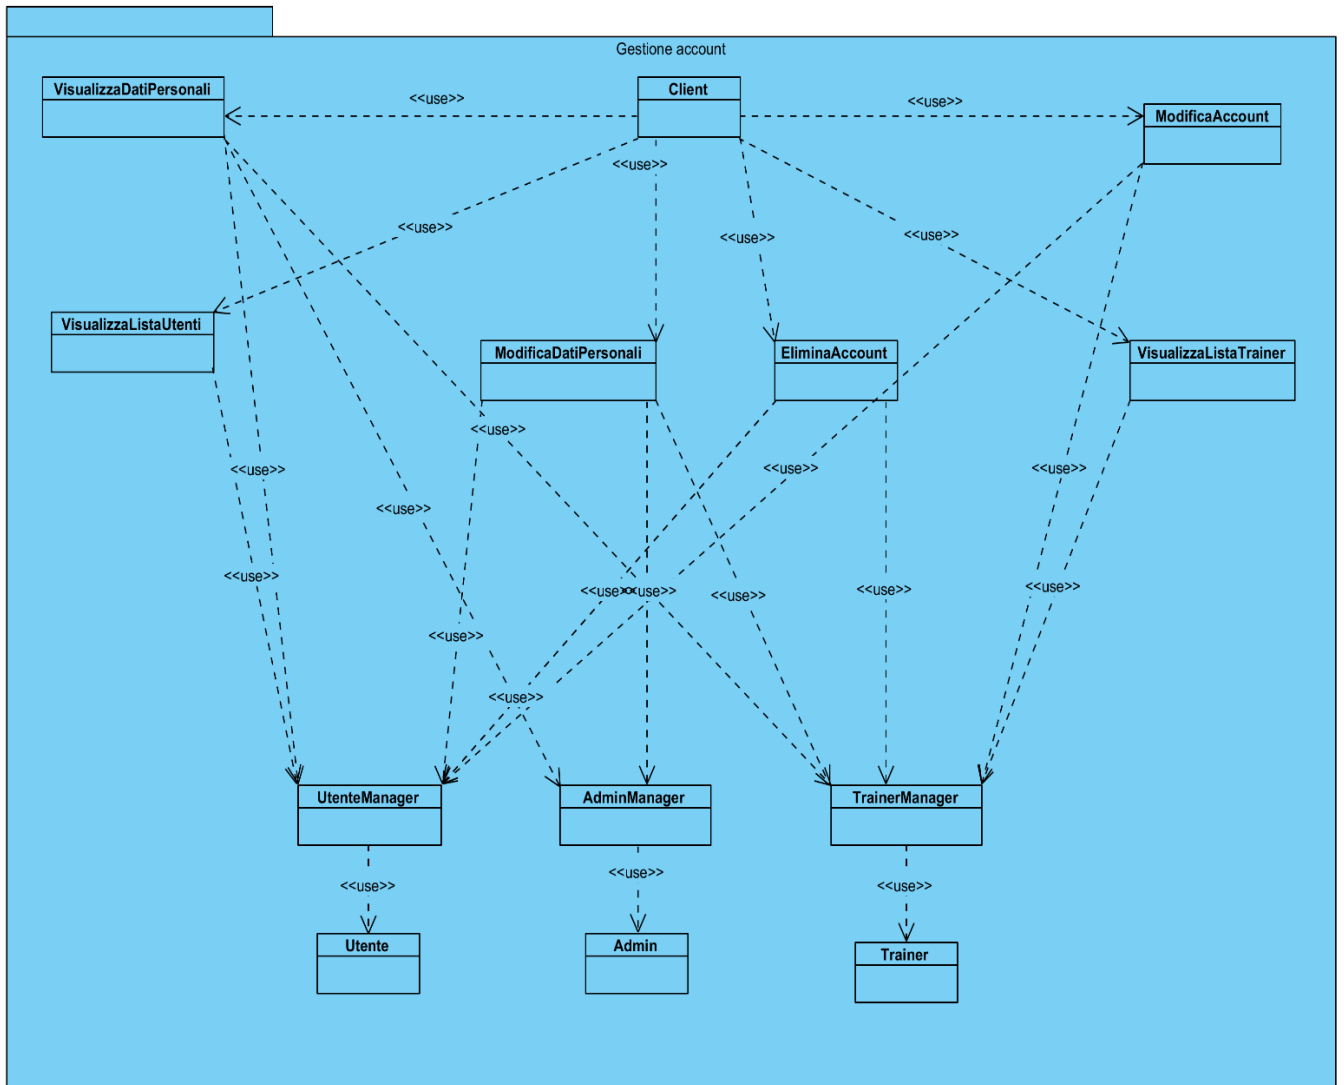 Gestione account
VisualizzaDatiPersonali
Client
<<use>>
<<use>>
ModificaAccount
<<use>>
<<use>>
<<use>>
<<use>>
VisualizzaListaUtenti
ModificaDatiPersonali
EliminaAccount
VisualizzaListaTrainer
<<use>>
<<use>>
<<use>>
<<use>>
<<use>>
<<use>>
<<use>>
<<use>>
<<use>>
<<use>>
<<use>>
<<use>>
<<use>>
UtenteManager
AdminManager
TrainerManager
<<use>>
<<use>>
<<use>>
Utente
Admin
Trainer